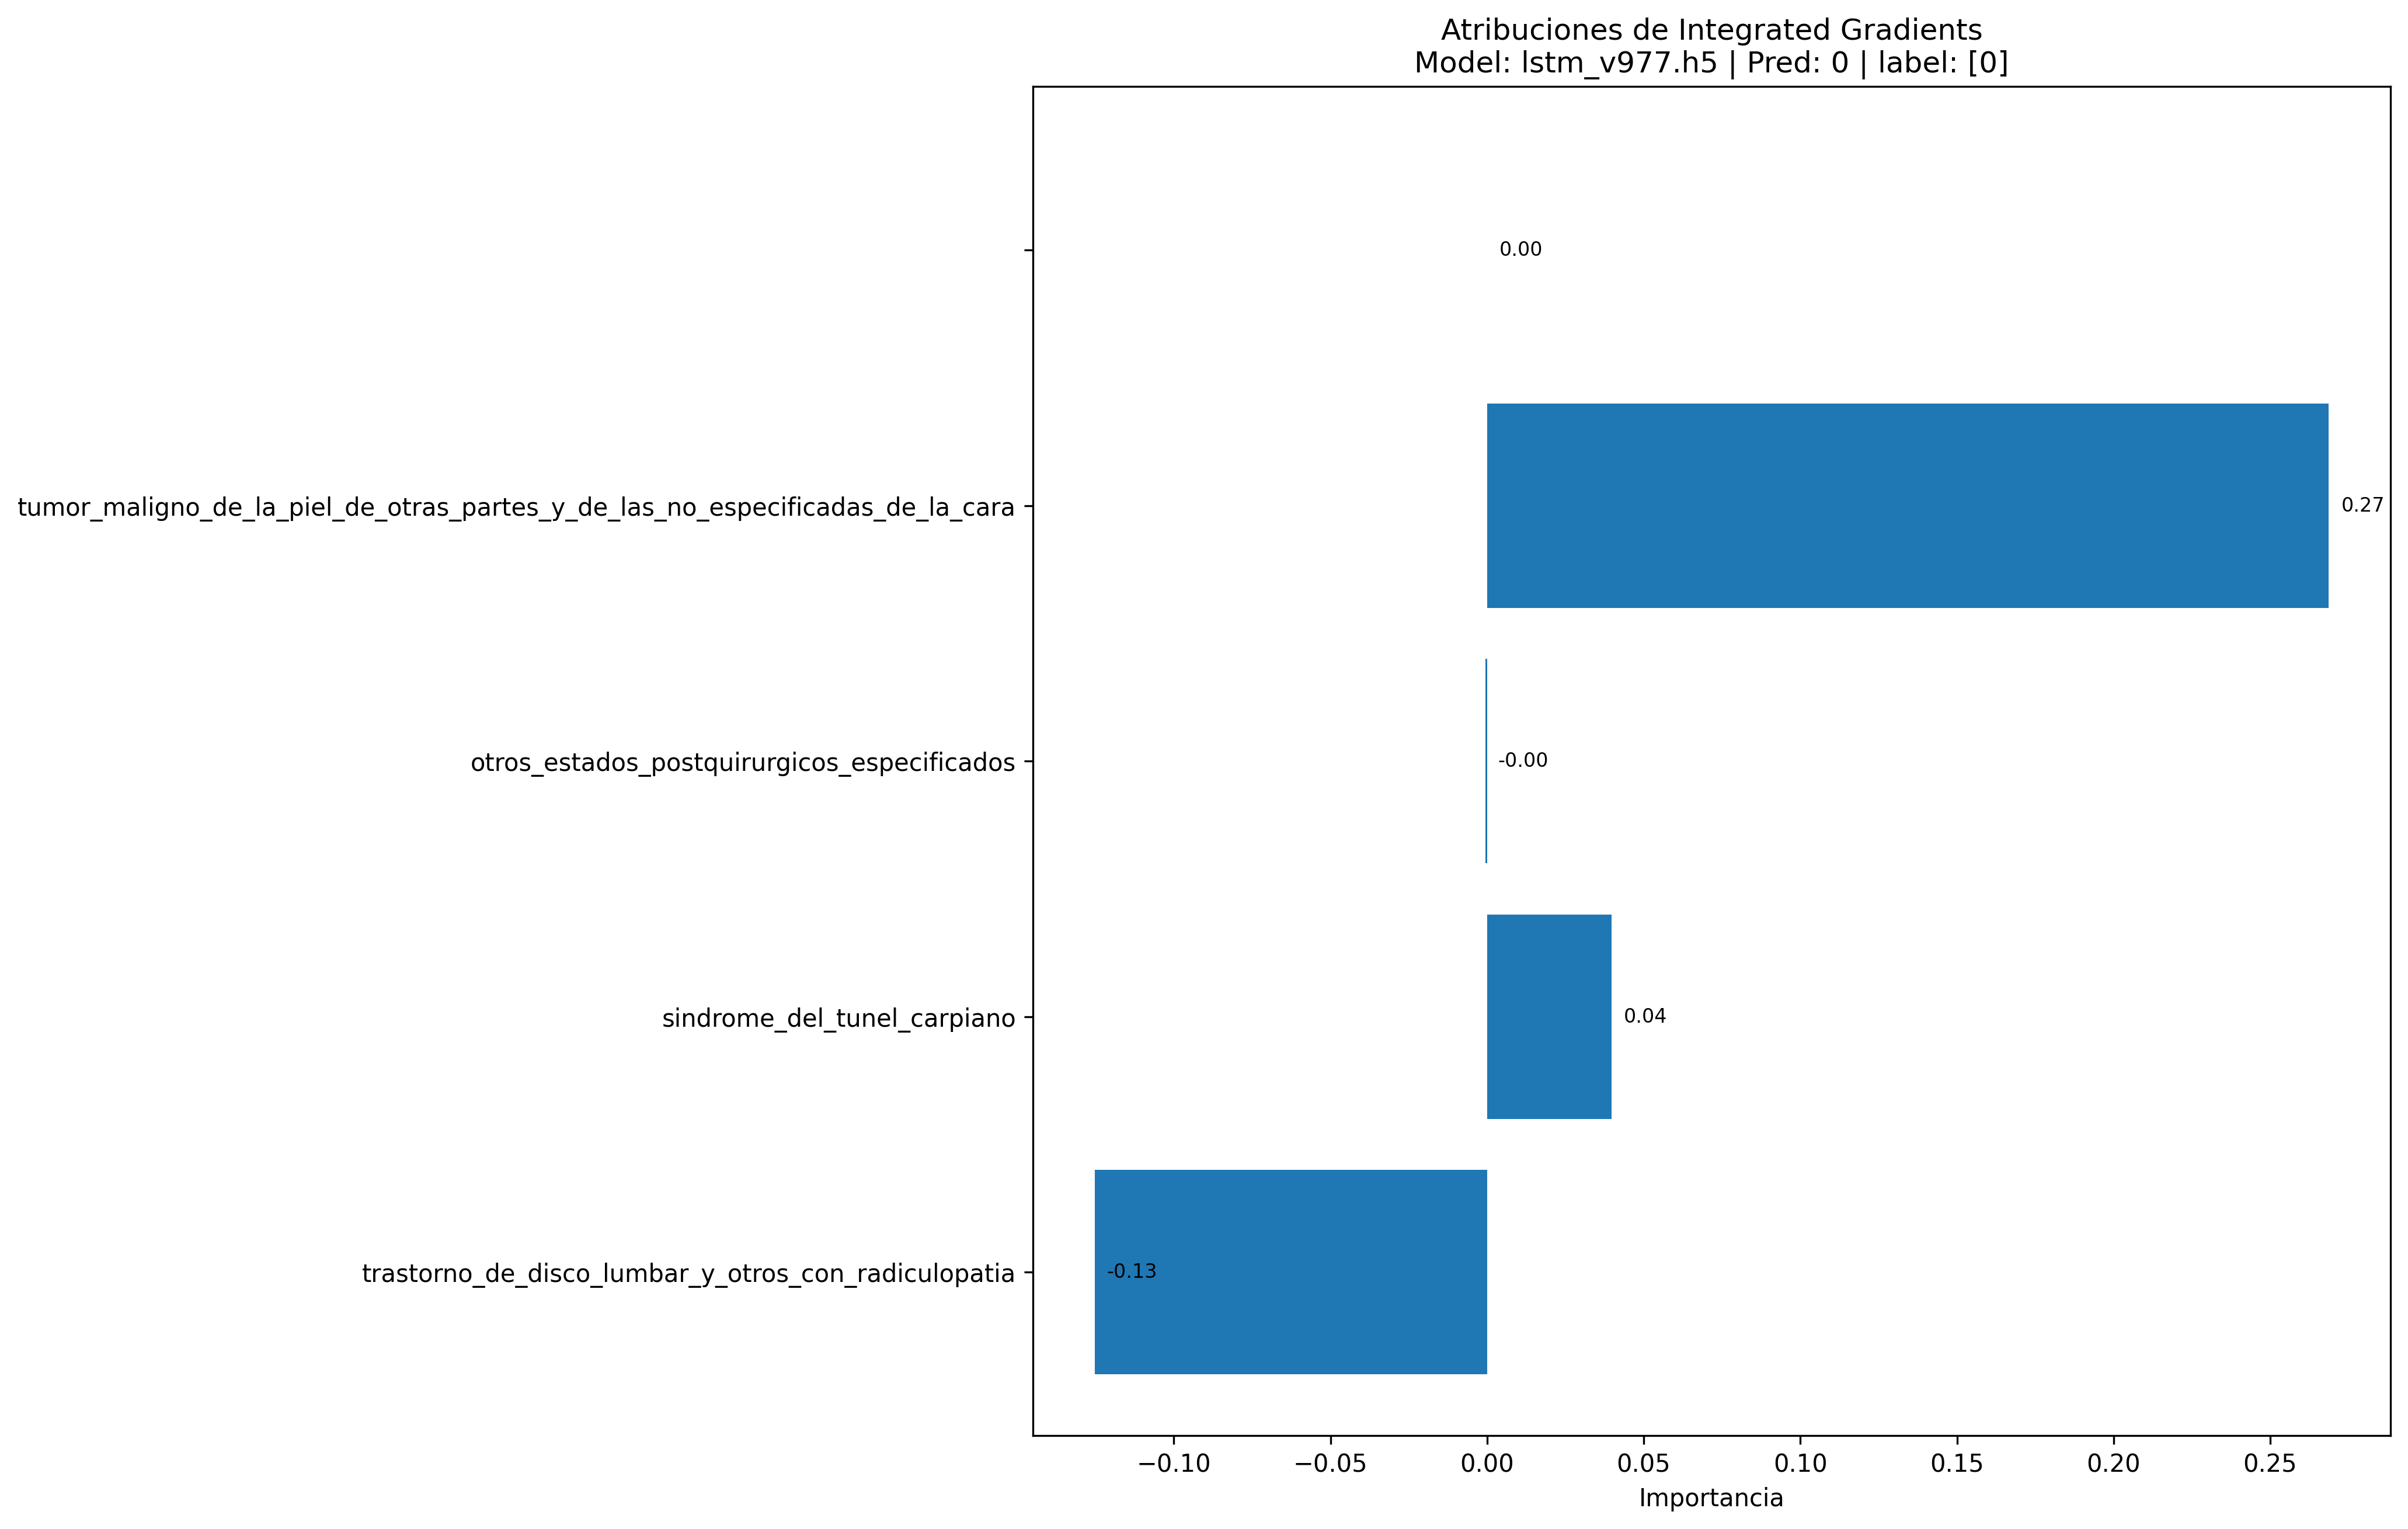 Atribuciones de Integrated Gradients
Model: lstm_v977.h5 | Pred: 0 | label: [0]
0.00
tumor_maligno_de_la_piel_de_otras_partes_y_de_las_no_especificadas_de_la_cara
0.27
otros_estados_postquirurgicos_especificados
-0.00
sindrome_del_tunel_carpiano
0.04
trastorno_de_disco_lumbar_y_otros_con_radiculopatia
-0.13
−0.10 −0.05 0.00 0.05 0.10 0.15 0.20 0.25
Importancia